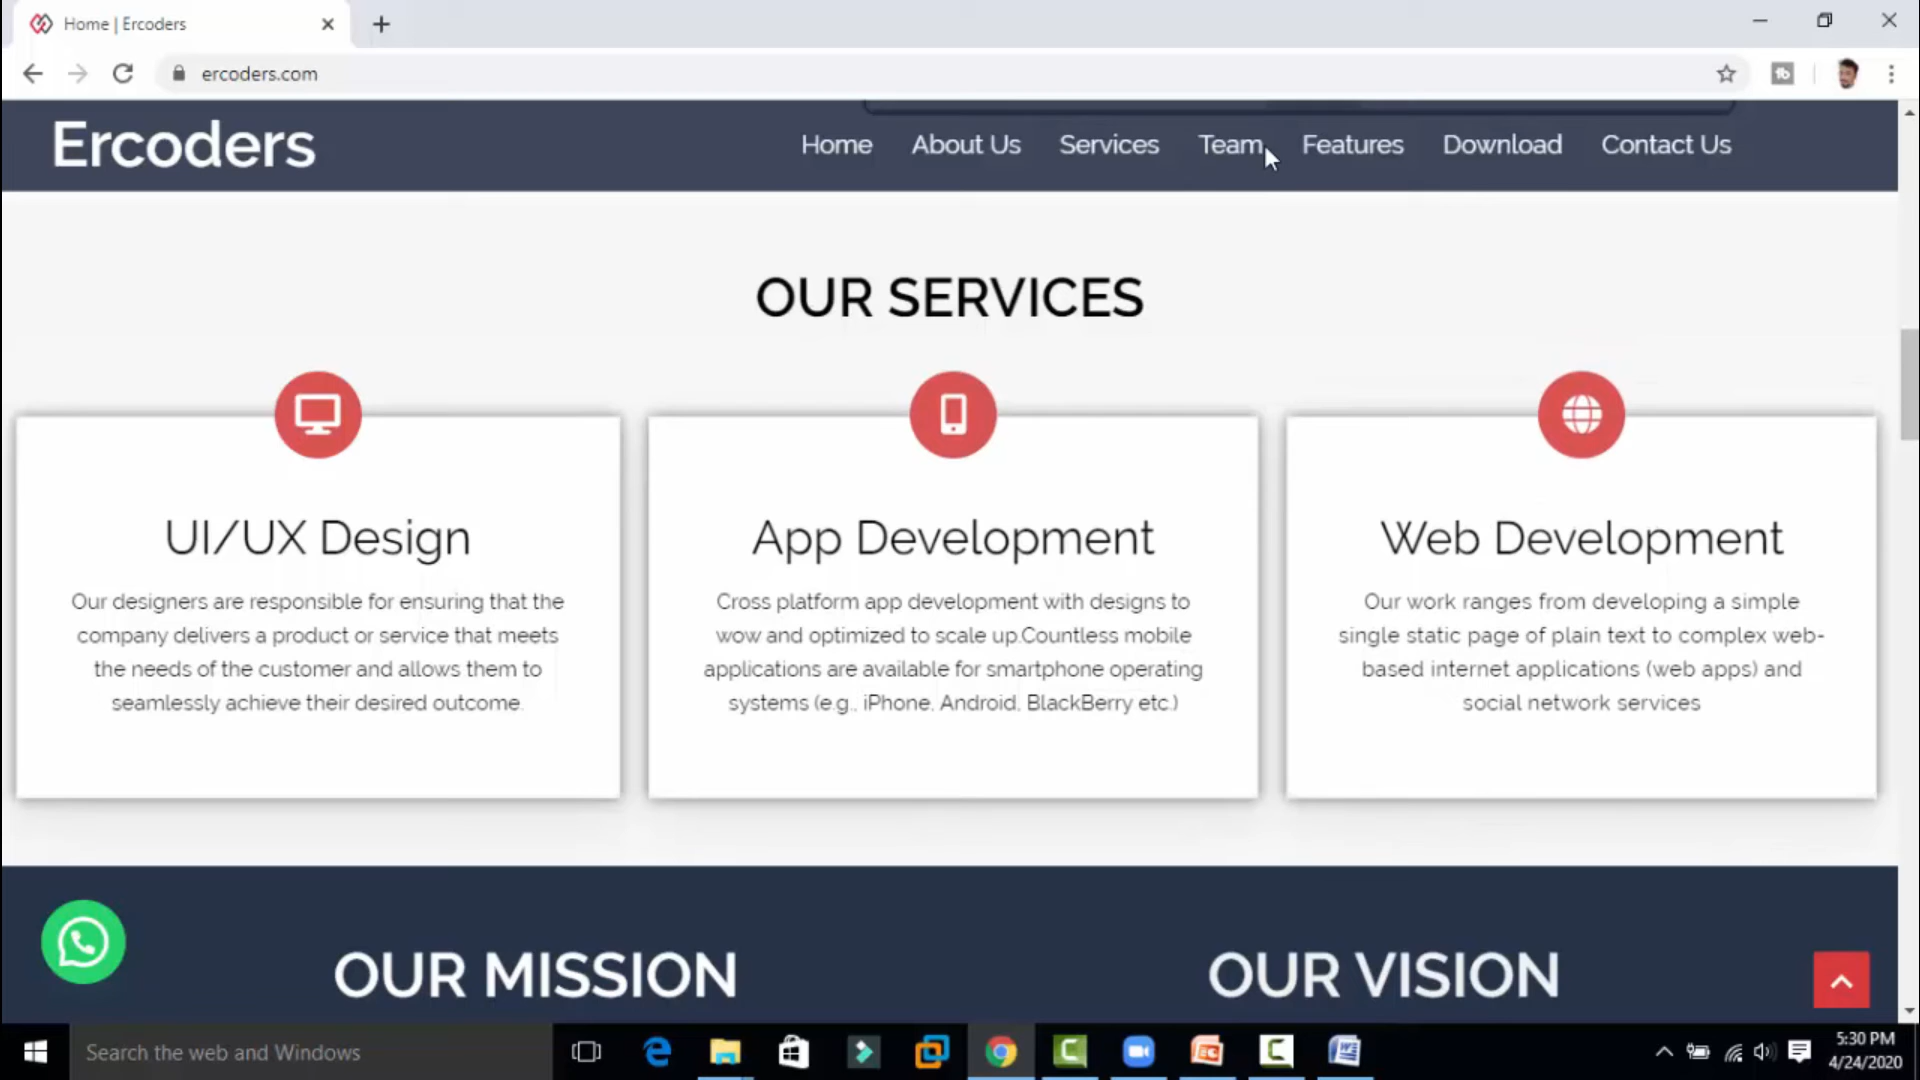 Home | Ercoders
ercoders.com
Ercoders
Home About Us Services Team Features Download Contact Us
OUR SERVICES
UI/UX Design
Our designers are responsible for ensuring that the
company delivers a product or service that meets
the needs of the customer and allows them to
seamlessly achieve their desired outcome.
App Development
Cross platform app development with designs to
wow and optimized to scale up.Countless mobile
applications are available for smartphone operating
systems (e.g., iPhone, Android, BlackBerry etc.)
Web Development
Our work ranges from developing a simple
single static page of plain text to complex web-
based internet applications (web apps) and
social network services
OUR MISSION
OUR VISION
Search the web and Windows
5:30 PM
4/24/2020